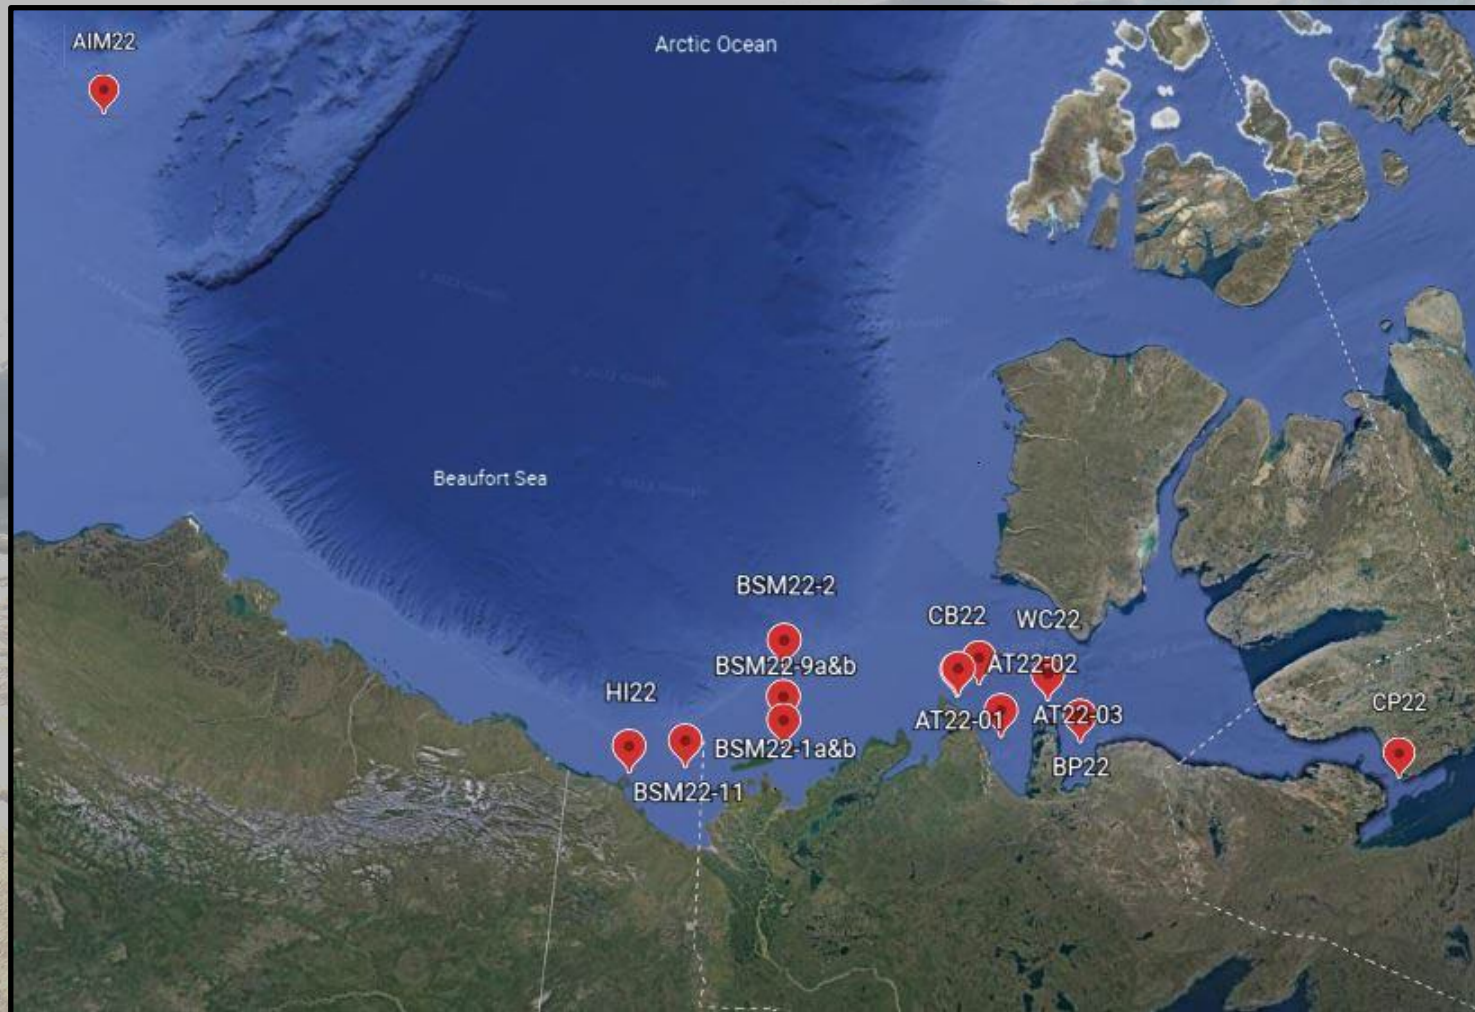 AIM22
Arctic Ocean
Beaufort Sea
BSM22-2
CB22
WC22
BSM22-9a&b
AT22-02
HI22
CP22
AT22-01
AT22-03
BSM22-1a&b
BP22
BSM22-11